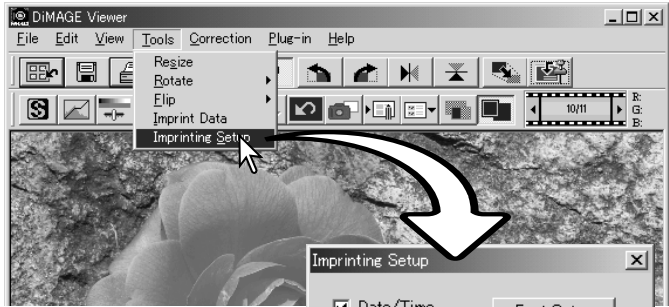 DiMAGE Viewer
File Edit View Tools Correction Plug-in Help
Resize
Rotate
Flip
Imprint Data
Imprinting Setup
S
10/11
R:
G:
B:
Imprinting Setup
Date/Time